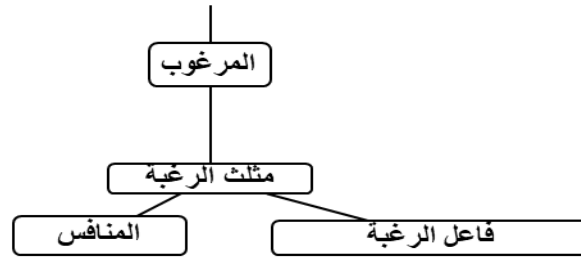 المرغوب
مثلث الرغبة
فاعل الرغبة
المنافس